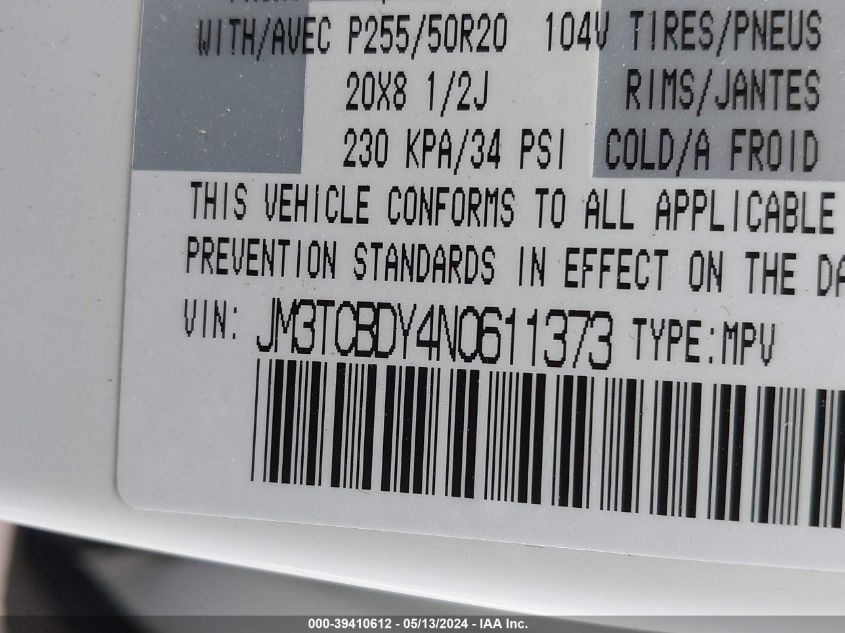 WITH/AVEC P255/50R20 104V TIRES/PNEUS
20X8 1/2J RIMS/JANTES
230 KPA/34 PSI COLD/A FROID
THIS VEHICLE CONFORMS TO ALL APPLICABLE
PREVENTION STANDARDS IN EFFECT ON THE DA
VIN: JM3TCBDY4N0611373 TYPE:MPV
000-39410612 - 05/13/2024 - IAA Inc.